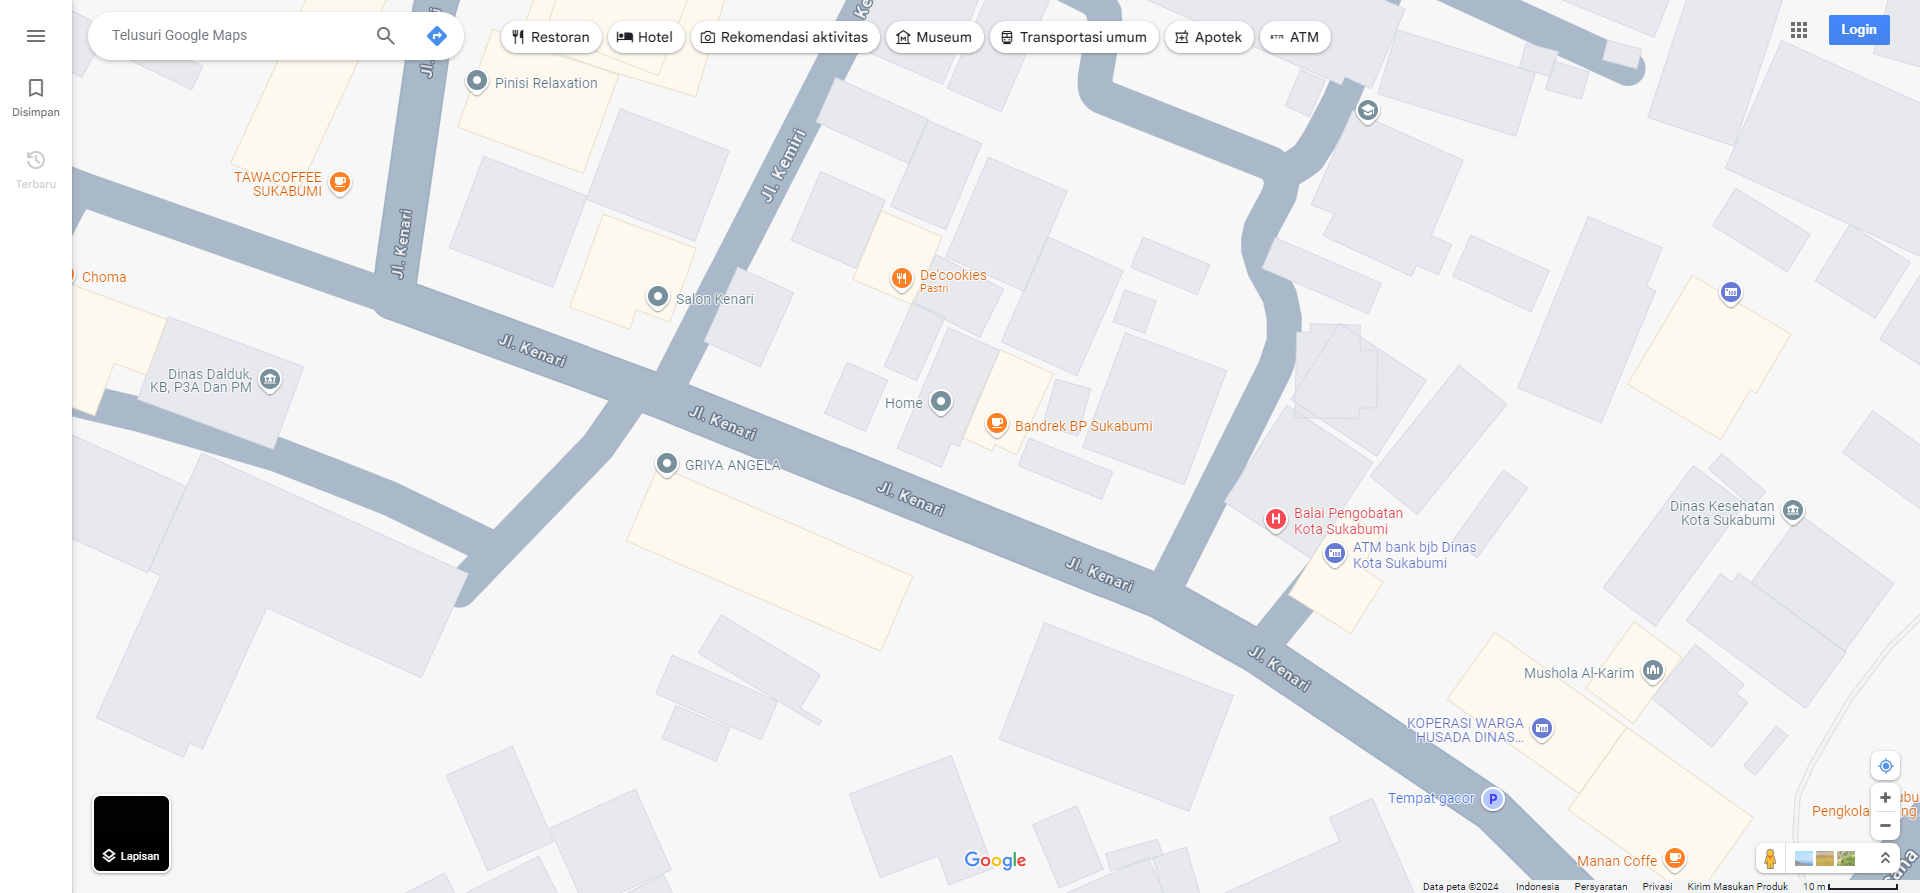 Telusuri Google Maps
Restoran
Hotel
Rekomendasi aktivitas
Museum
Transportasi umum
Apotek
ATM
Login
Disimpan
Terbaru
Jl. Kemiri
Pinisi Relaxation
Jl. Kemiri
TAWACOFFEE
SUKABUMI
Jl. Kenari
Choma
Salon Kenari
De'cookies
Pastri
Jl. Kenari
Dinas Dalduk,
KB, P3A Dan PM
Home
Jl. Kenari
Bandrek BP Sukabumi
GRIYA ANGELA
Jl. Kenari
Balai Pengobatan
Kota Sukabumi
Dinas Kesehatan
Kota Sukabumi
ATM bank bjb Dinas
Kota Sukabumi
Jl. Kenari
Jl. Kenari
Mushola Al-Karim
KOPERASI WARGA
HUSADA DINAS...
Tempat gacor
P
Manan Coffe
Lapisan
Google
Data peta ©2024
Indonesia
Persyaratan
Privasi
Kirim Masukan Produk
10 m